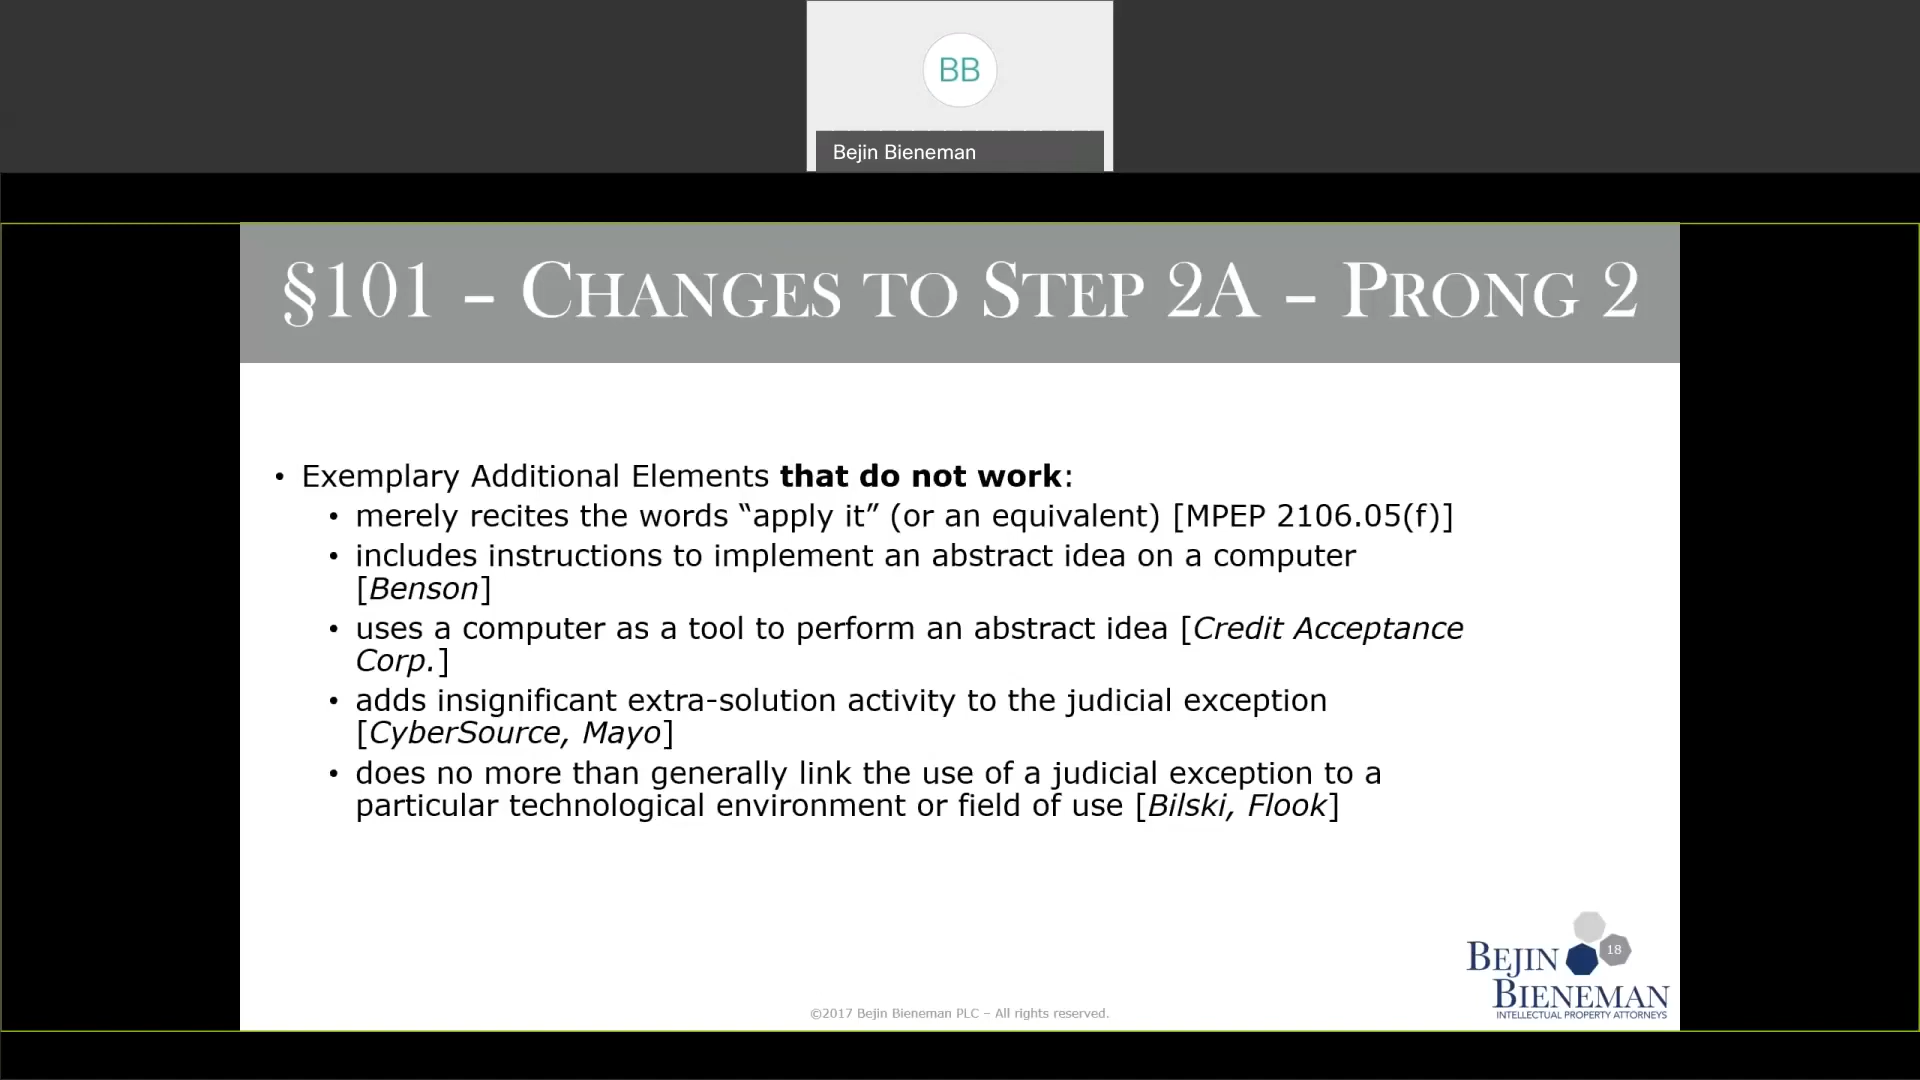 BB
Bejin Bieneman
§101 – Changes to Step 2A – Prong 2
• Exemplary Additional Elements that do not work:
• merely recites the words “apply it” (or an equivalent) [MPEP 2106.05(f)]
• includes instructions to implement an abstract idea on a computer
[Benson]
• uses a computer as a tool to perform an abstract idea [Credit Acceptance
Corp.]
• adds insignificant extra-solution activity to the judicial exception
[CyberSource, Mayo]
• does no more than generally link the use of a judicial exception to a
particular technological environment or field of use [Bilski, Flook]
18
Bejin
Bieneman
INTELLECTUAL PROPERTY ATTORNEYS
©2017 Bejin Bieneman PLC – All rights reserved.